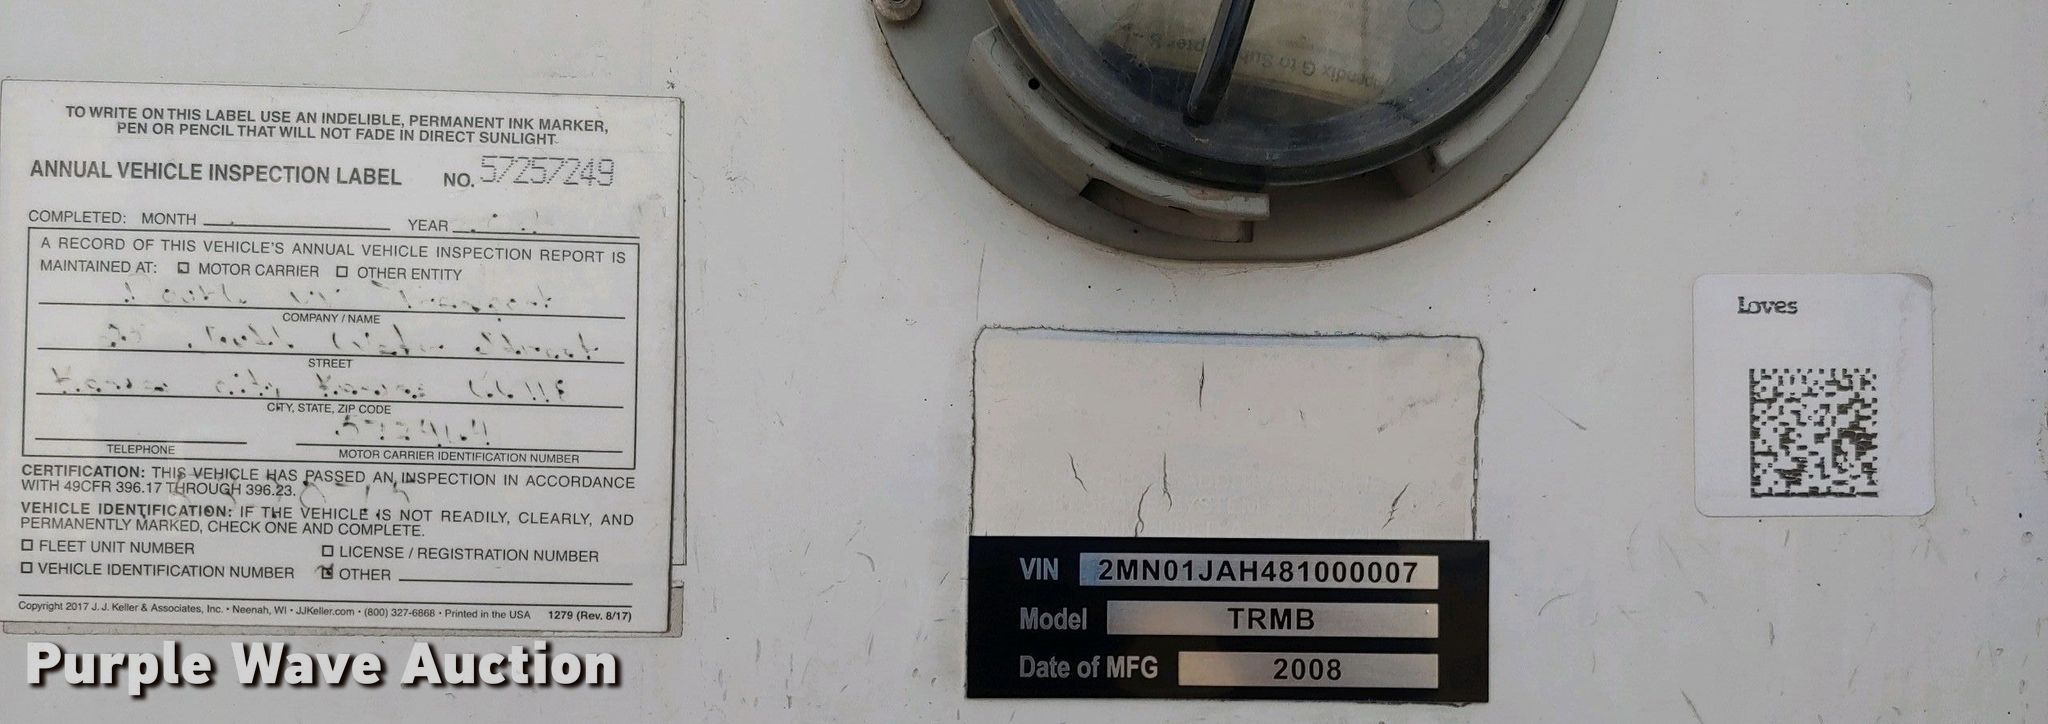 TO WRITE ON THIS LABEL USE AN INDELIBLE, PERMANENT INK MARKER,
PEN OR PENCIL THAT WILL NOT FADE IN DIRECT SUNLIGHT.
ANNUAL VEHICLE INSPECTION LABEL NO. 57257249
COMPLETED: MONTH YEAR
A RECORD OF THIS VEHICLE'S ANNUAL VEHICLE INSPECTION REPORT IS
MAINTAINED AT: MOTOR CARRIER OTHER ENTITY
COMPANY / NAME
STREET
CITY, STATE, ZIP CODE
TELEPHONE MOTOR CARRIER IDENTIFICATION NUMBER
CERTIFICATION: THIS VEHICLE HAS PASSED AN INSPECTION IN ACCORDANCE
WITH 49CFR 396.17 THROUGH 396.23.
VEHICLE IDENTIFICATION: IF THE VEHICLE IS NOT READILY, CLEARLY, AND
PERMANENTLY MARKED, CHECK ONE AND COMPLETE.
FLEET UNIT NUMBER LICENSE / REGISTRATION NUMBER
VEHICLE IDENTIFICATION NUMBER OTHER
Copyright 2017 J. J. Keller & Associates, Inc. • Neenah, WI • JJKeller.com • (800) 327-6868 • Printed in the USA 1279 (Rev. 8/17)
Purple Wave Auction
G to
VIN 2MN01JAH481000007
Model TRMB
Date of MFG 2008
Loves